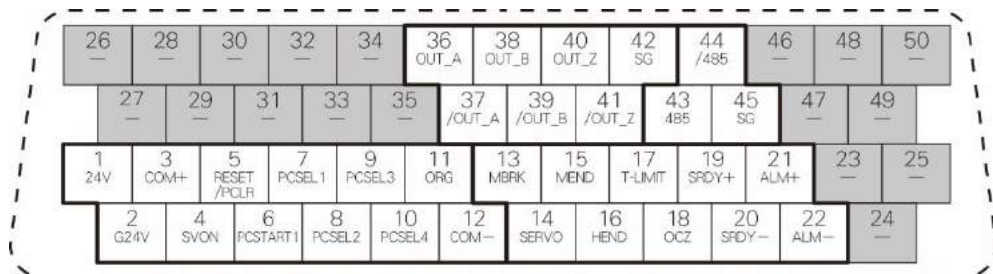 26 28 30 32 34 36 38 40 42 44 46 48 50
— — — — — OUT_A OUT_B OUT_Z SG /485 — — —
27 29 31 33 35 37 39 41 43 45 47 49
— — — — — /OUT_A /OUT_B /OUT_Z 485 SG — —
1 3 5 7 9 11 13 15 17 19 21 23 25
24V COM+ RESET PCSEL1 PCSEL3 ORG MBRK MEND T-LIMIT SRDY+ ALM+ — —
/PCLR
2 4 6 8 10 12 14 16 18 20 22 24
G24V SVON PCSTART1 PCSEL2 PCSEL4 COM— SERVO HEND OCZ SRDY— ALM— —